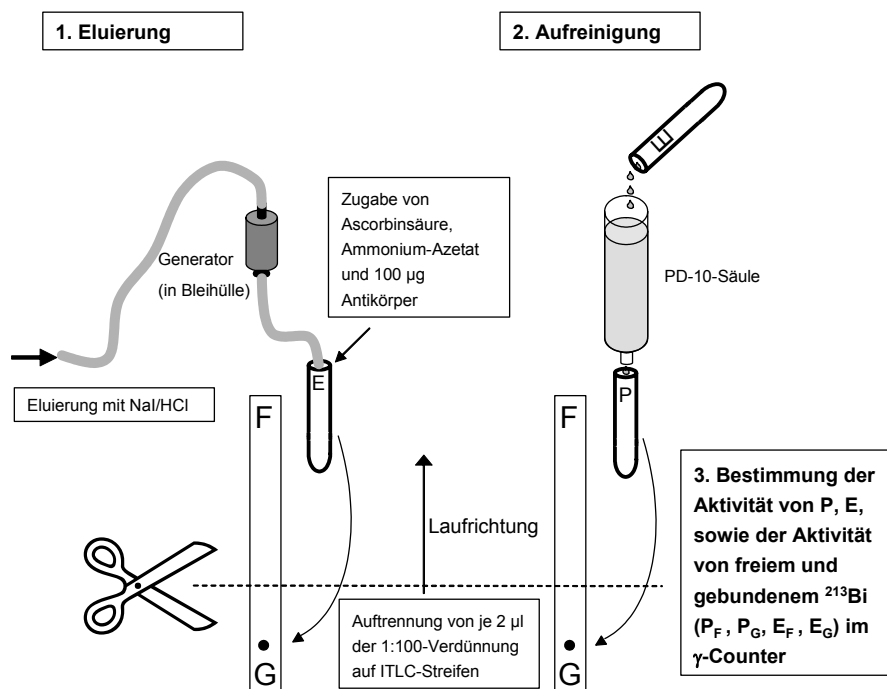 1. Eluierung
2. Aufreinigung
E
Zugabe von
Ascorbinsäure,
Ammonium-Azetat
und 100 µg
Antikörper
Generator
(in Bleihülle)
PD-10-Säule
E
P
Eluierung mit NaI/HCl
F
F
3. Bestimmung der
Aktivität von P, E,
sowie der Aktivität
von freiem und
gebundenem ²¹³Bi
(P_F , P_G, E_F , E_G) im
γ-Counter
Laufrichtung
Auftrennung von je 2 µl
der 1:100-Verdünnung
auf ITLC-Streifen
G
G